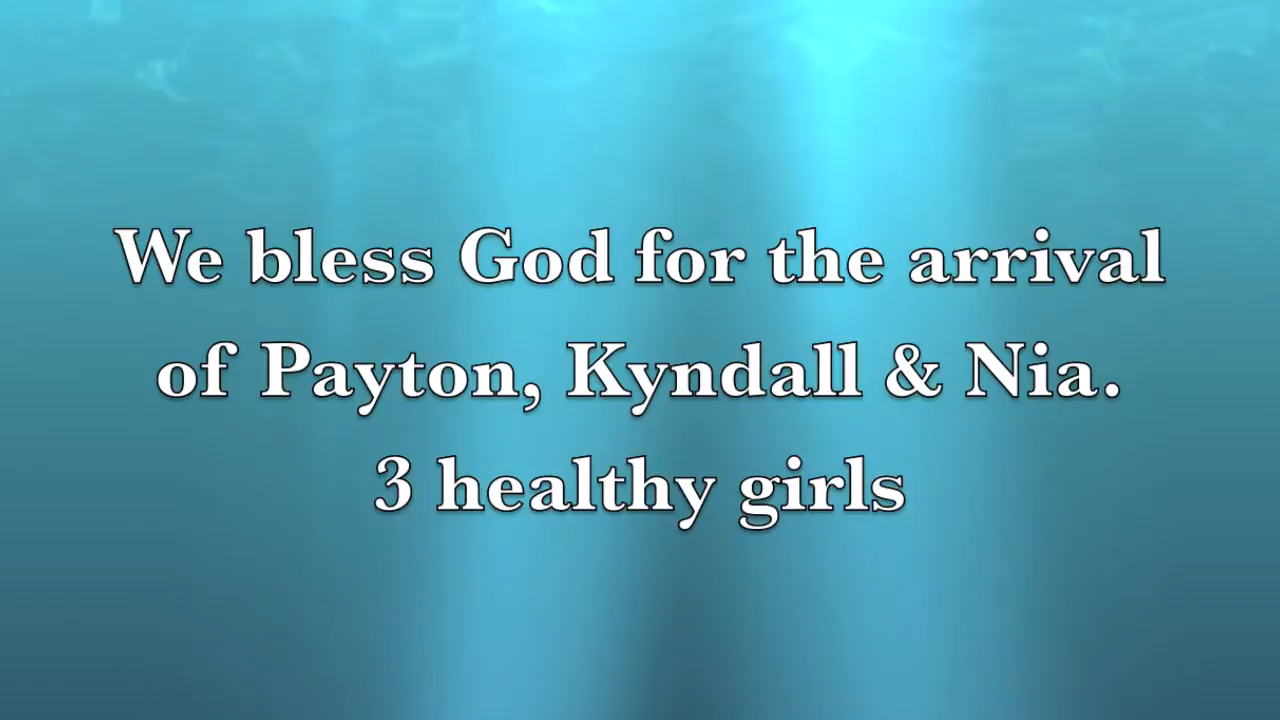 We bless God for the arrival
of Payton, Kyndall & Nia.
3 healthy girls